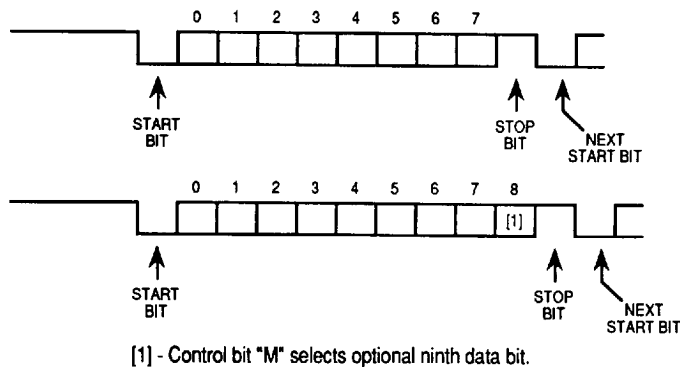 0 1 2 3 4 5 6 7
START
BIT
STOP
BIT
NEXT
START BIT
0 1 2 3 4 5 6 7 8
[1]
START
BIT
STOP
BIT
NEXT
START BIT
[1] - Control bit "M" selects optional ninth data bit.